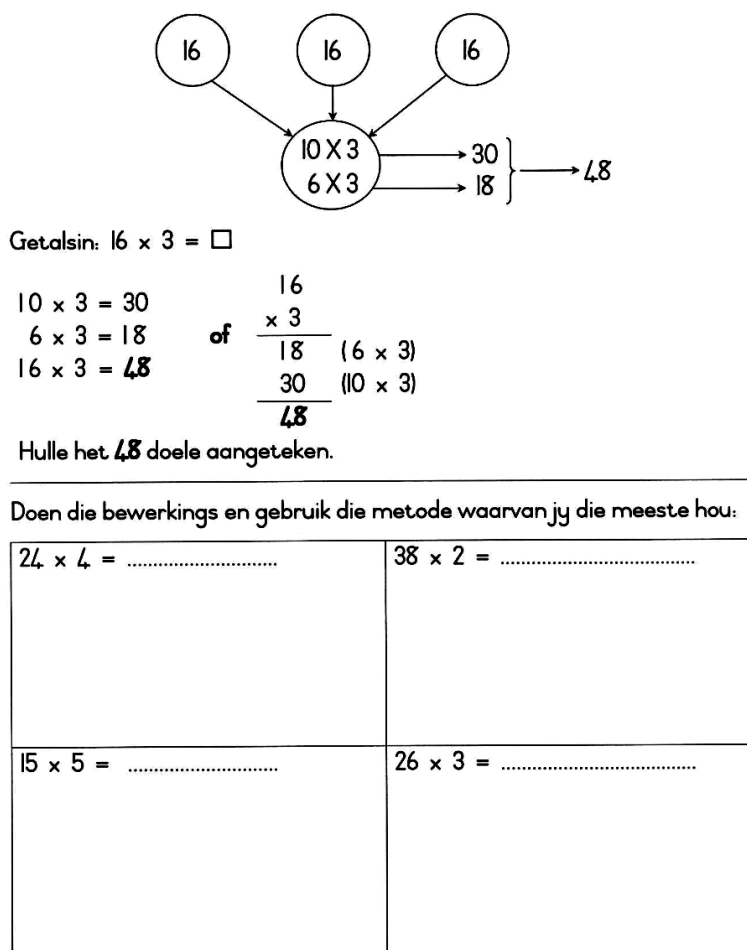 16 16 16
10 X 3 30
6 X 3 18
48
Getalsin: 16 × 3 = □
10 × 3 = 30
6 × 3 = 18
16 × 3 = 48
of
16
× 3
18 (6 × 3)
30 (10 × 3)
48
Hulle het 48 doele aangeteken.
Doen die bewerkings en gebruik die metode waarvan jy die meeste hou:
24 × 4 = .............................
38 × 2 = ......................................
15 × 5 = .............................
26 × 3 = ......................................